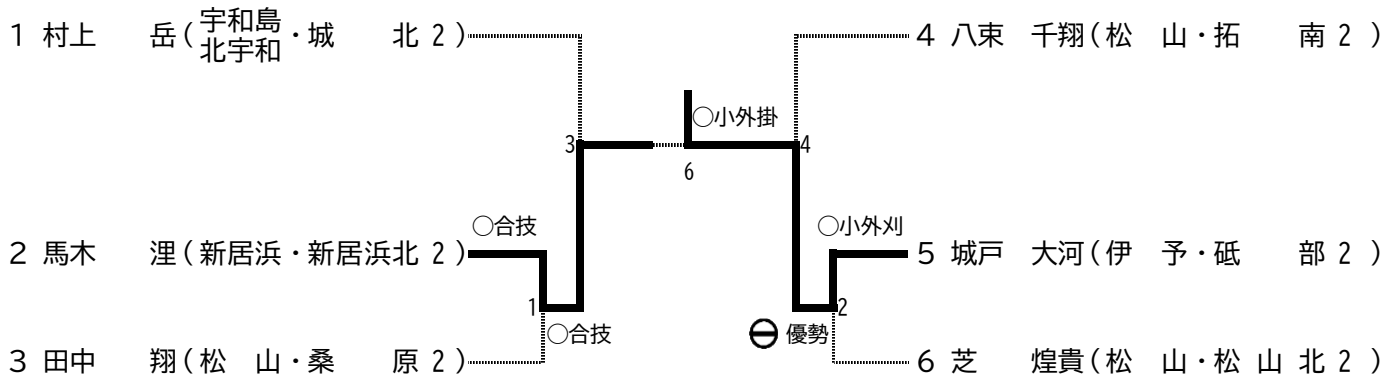 1 村上 岳(宇和島北宇和・城 北 2)
4 八束 千翔(松 山・拓 南 2)
○小外掛
3
4
6
○合技
○小外刈
2 馬木 浬(新居浜・新居浜北 2)
5 城戸 大河(伊 予・砥 部 2)
1
2
○合技
⊖ 優勢
3 田中 翔(松 山・桑 原 2)
6 芝 煌貴(松 山・松 山 北 2)